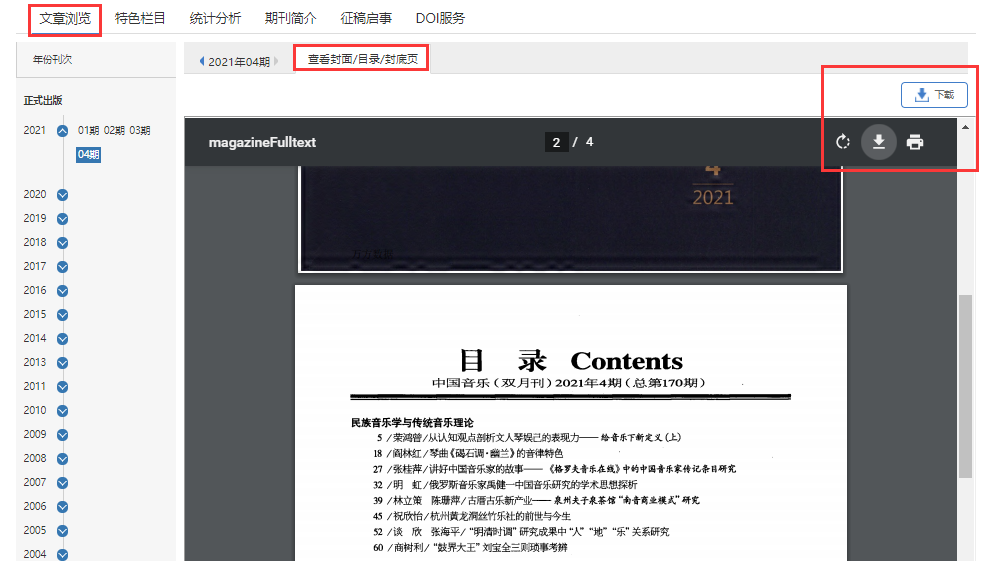 文章浏览 特色栏目 统计分析 期刊简介 征稿启事 DOI服务
年份刊次
2021年04期 查看封面/目录/封底页
下载
正式出版
2021 01期 02期 03期
04期
2020
2019
2018
2017
2016
2015
2014
2013
2011
2010
2009
2008
2007
2006
2005
2004
magazineFulltext 2 / 4
4
2021
万方数据
目 录 Contents
中国音乐(双月刊)2021年4期(总第170期)
民族音乐学与传统音乐理论
5 /荣鸿曾/从认知观点剖析文人琴娱己的表现力——给音乐下新定义(上)
18 /阎林红/琴曲《碣石调·幽兰》的音律特色
27 /张桂萍/讲好中国音乐家的故事——《格罗夫音乐在线》中的中国音乐家传记条目研究
32 /明 虹/俄罗斯音乐家禹健一中国音乐研究的学术思想探析
39 /林立策 陈珊萍/古厝古乐新产业——泉州夫子泉茶馆“南音商业模式”研究
45 /祝欣怡/杭州黄龙洞丝竹乐社的前世与今生
52 /谈 欣 张海平/“明清时调”研究成果中“人”“地”“乐”关系研究
60 /商树利/“鼓界大王”刘宝全三则琐事考辨